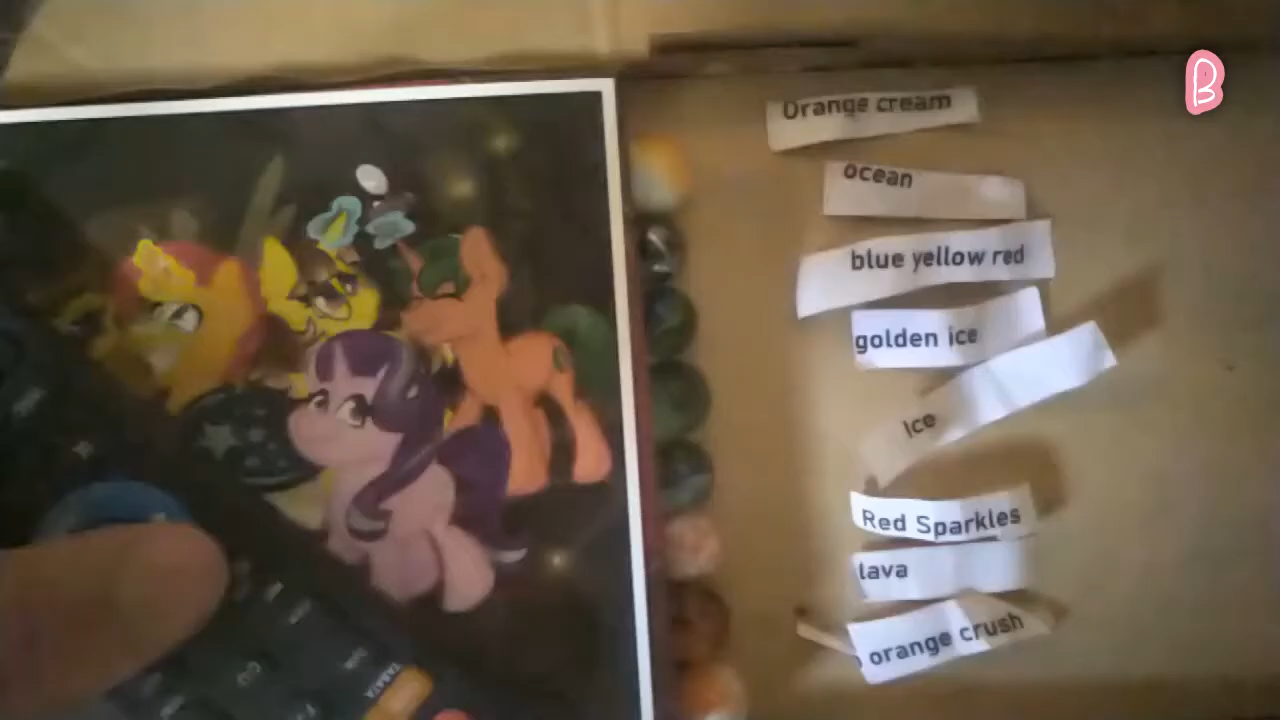 Orange cream
ocean
blue yellow red
golden ice
Ice
Red Sparkles
lava
orange crush
B